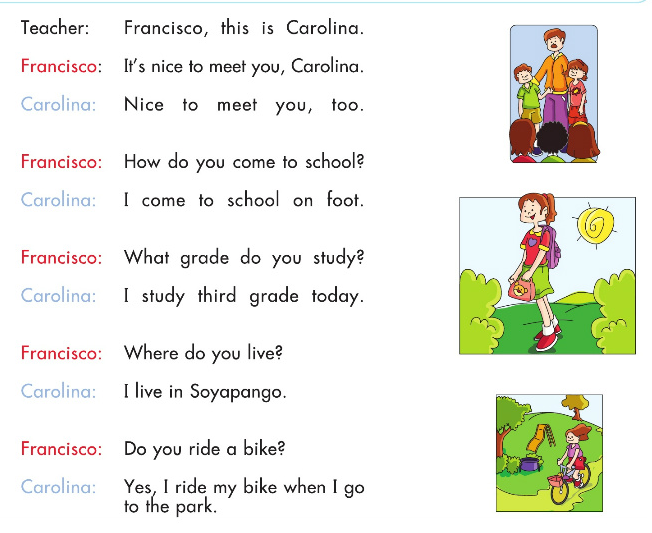 Teacher: Francisco, this is Carolina.
Francisco: It's nice to meet you, Carolina.
Carolina: Nice to meet you, too.
Francisco: How do you come to school?
Carolina: I come to school on foot.
Francisco: What grade do you study?
Carolina: I study third grade today.
Francisco: Where do you live?
Carolina: I live in Soyapango.
Francisco: Do you ride a bike?
Carolina: Yes, I ride my bike when I go
to the park.